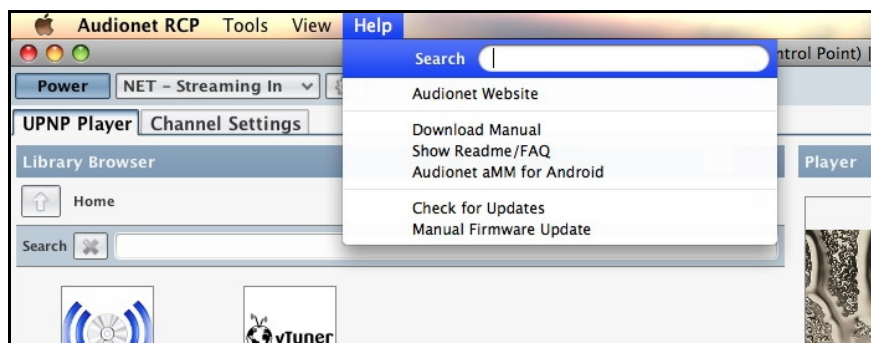 Audionet RCP Tools View Help
Search
ntrol Point) |
Power NET - Streaming In
Audionet Website
UPNP Player Channel Settings
Download Manual
Show Readme/FAQ
Audionet aMM for Android
Library Browser
Player
Home
Check for Updates
Manual Firmware Update
Search
vTuner